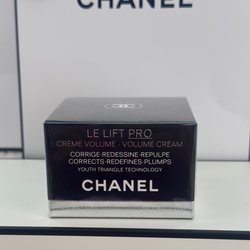 CHANEL
LE LIFT PRO
CRÈME VOLUME · VOLUME CREAM
CORRIGE·REDESSINE·REPULPE
CORRECTS·REDEFINES·PLUMPS
YOUTH TRIANGLE TECHNOLOGY
CHANEL